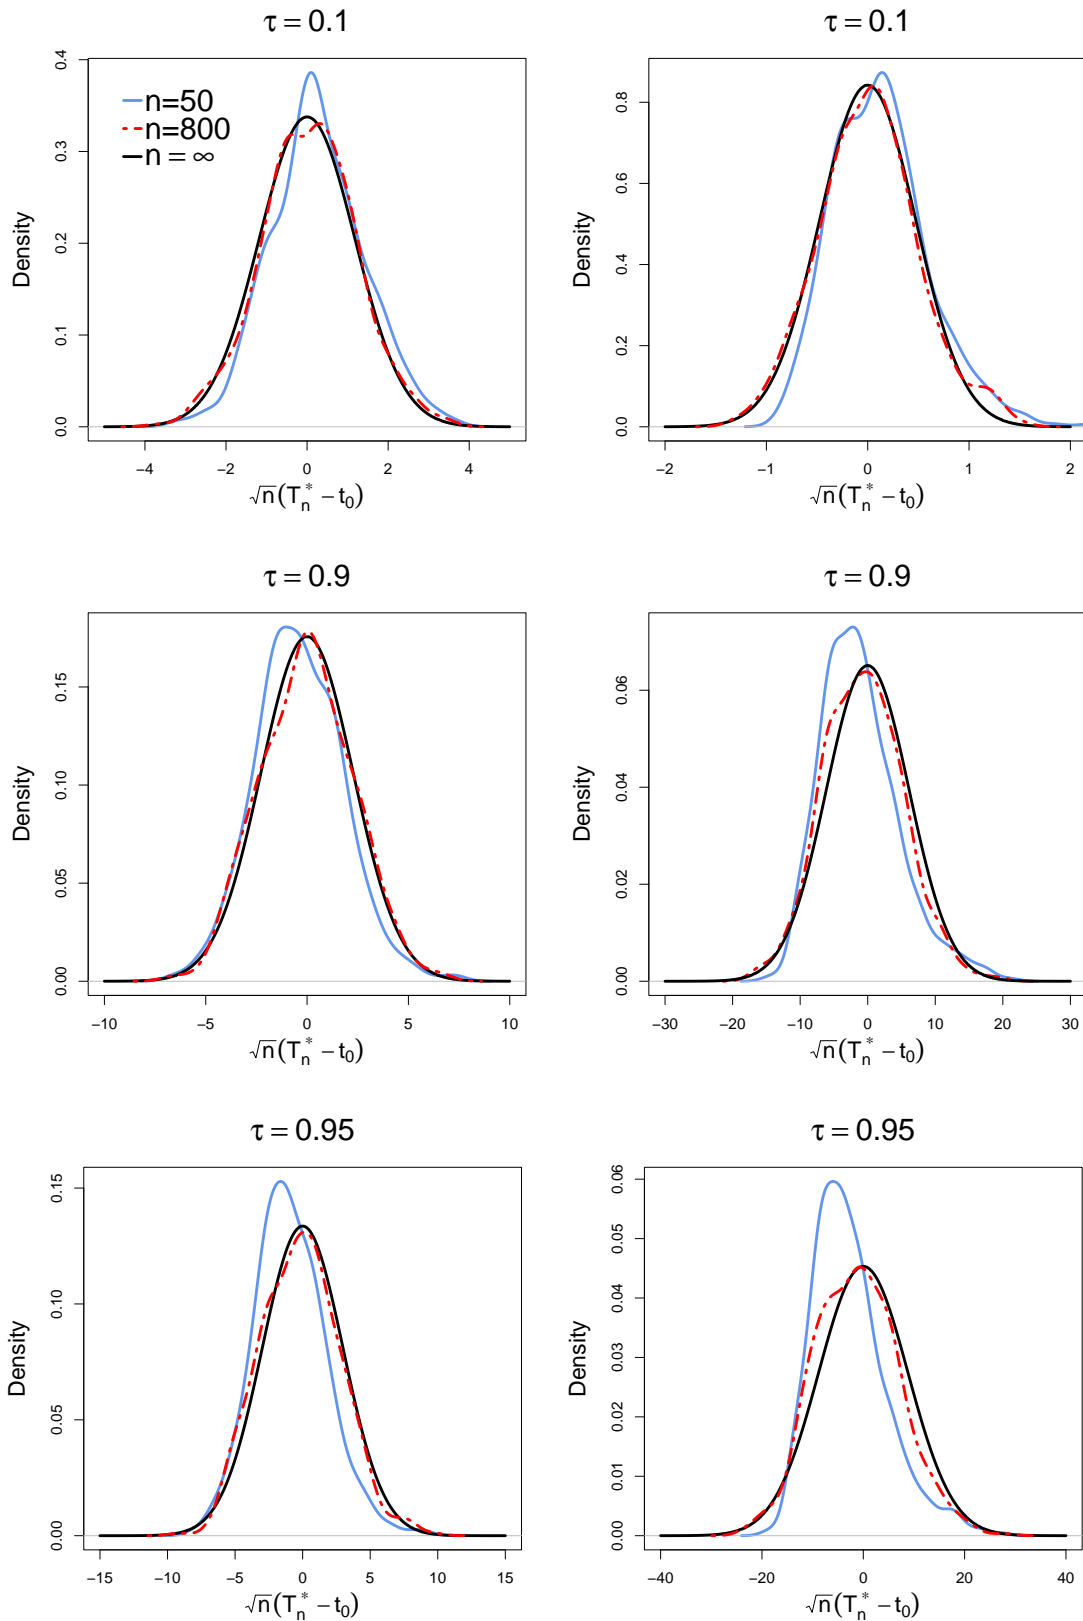 τ = 0.1
Density
0.0 0.1 0.2 0.3 0.4
n=50
n=800
n = ∞
−4 −2 0 2 4
√n(T*n − t0)
τ = 0.1
Density
0.0 0.2 0.4 0.6 0.8
−2 −1 0 1 2
√n(T*n − t0)
τ = 0.9
Density
0.00 0.05 0.10 0.15
−10 −5 0 5 10
√n(T*n − t0)
τ = 0.9
Density
0.00 0.02 0.04 0.06
−30 −20 −10 0 10 20 30
√n(T*n − t0)
τ = 0.95
Density
0.00 0.05 0.10 0.15
−15 −10 −5 0 5 10 15
√n(T*n − t0)
τ = 0.95
Density
0.00 0.01 0.02 0.03 0.04 0.05 0.06
−40 −20 0 20 40
√n(T*n − t0)